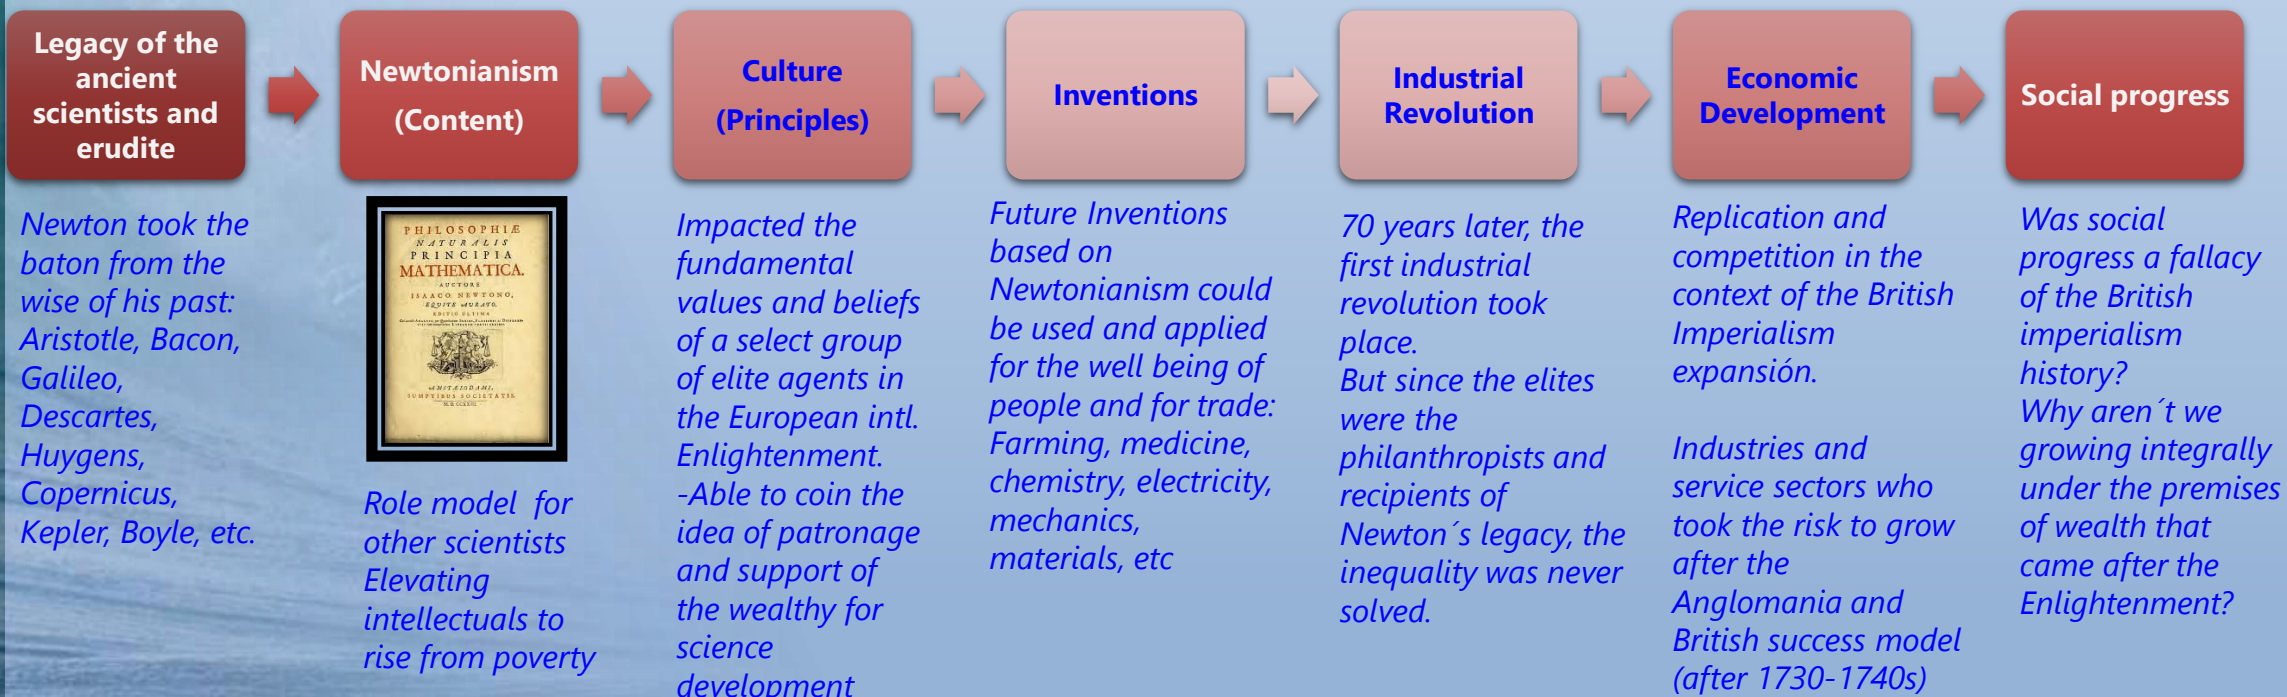 Legacy of the
ancient
scientists and
erudite
Newtonianism
(Content)
Culture
(Principles)
Inventions
Industrial
Revolution
Economic
Development
Social progress
Newton took the
baton from the
wise of his past:
Aristotle, Bacon,
Galileo,
Descartes,
Huygens,
Copernicus,
Kepler, Boyle, etc.
PHILOSOPHIÆ
NATURALIS
PRINCIPIA
MATHEMATICA.
AUCTORE
ISAACO NEWTONO,
EQUITE AURATO.
EDITIO ULTIMA
AMSTÆLODAMI,
SUMPTIBUS SOCIETATIS
Role model  for
other scientists
Elevating
intellectuals to
rise from poverty
Impacted the
fundamental
values and beliefs
of a select group
of elite agents in
the European intl.
Enlightenment.
-Able to coin the
idea of patronage
and support of
the wealthy for
science
development
Future Inventions
based on
Newtonianism could
be used and applied
for the well being of
people and for trade:
Farming, medicine,
chemistry, electricity,
mechanics,
materials, etc
70 years later, the
first industrial
revolution took
place.
But since the elites
were the
philanthropists and
recipients of
Newton´s legacy, the
inequality was never
solved.
Replication and
competition in the
context of the British
Imperialism
expansión.
Industries and
service sectors who
took the risk to grow
after the
Anglomania and
British success model
(after 1730-1740s)
Was social
progress a fallacy
of the British
imperialism
history?
Why aren´t we
growing integrally
under the premises
of wealth that
came after the
Enlightenment?